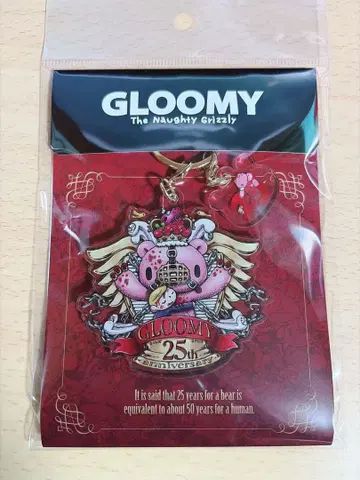 GLOOMY
The Naughty Grizzly
GLOOMY
25th
anniversary
It is said that 25 years for a bear is
equivalent to about 50 years for a human.